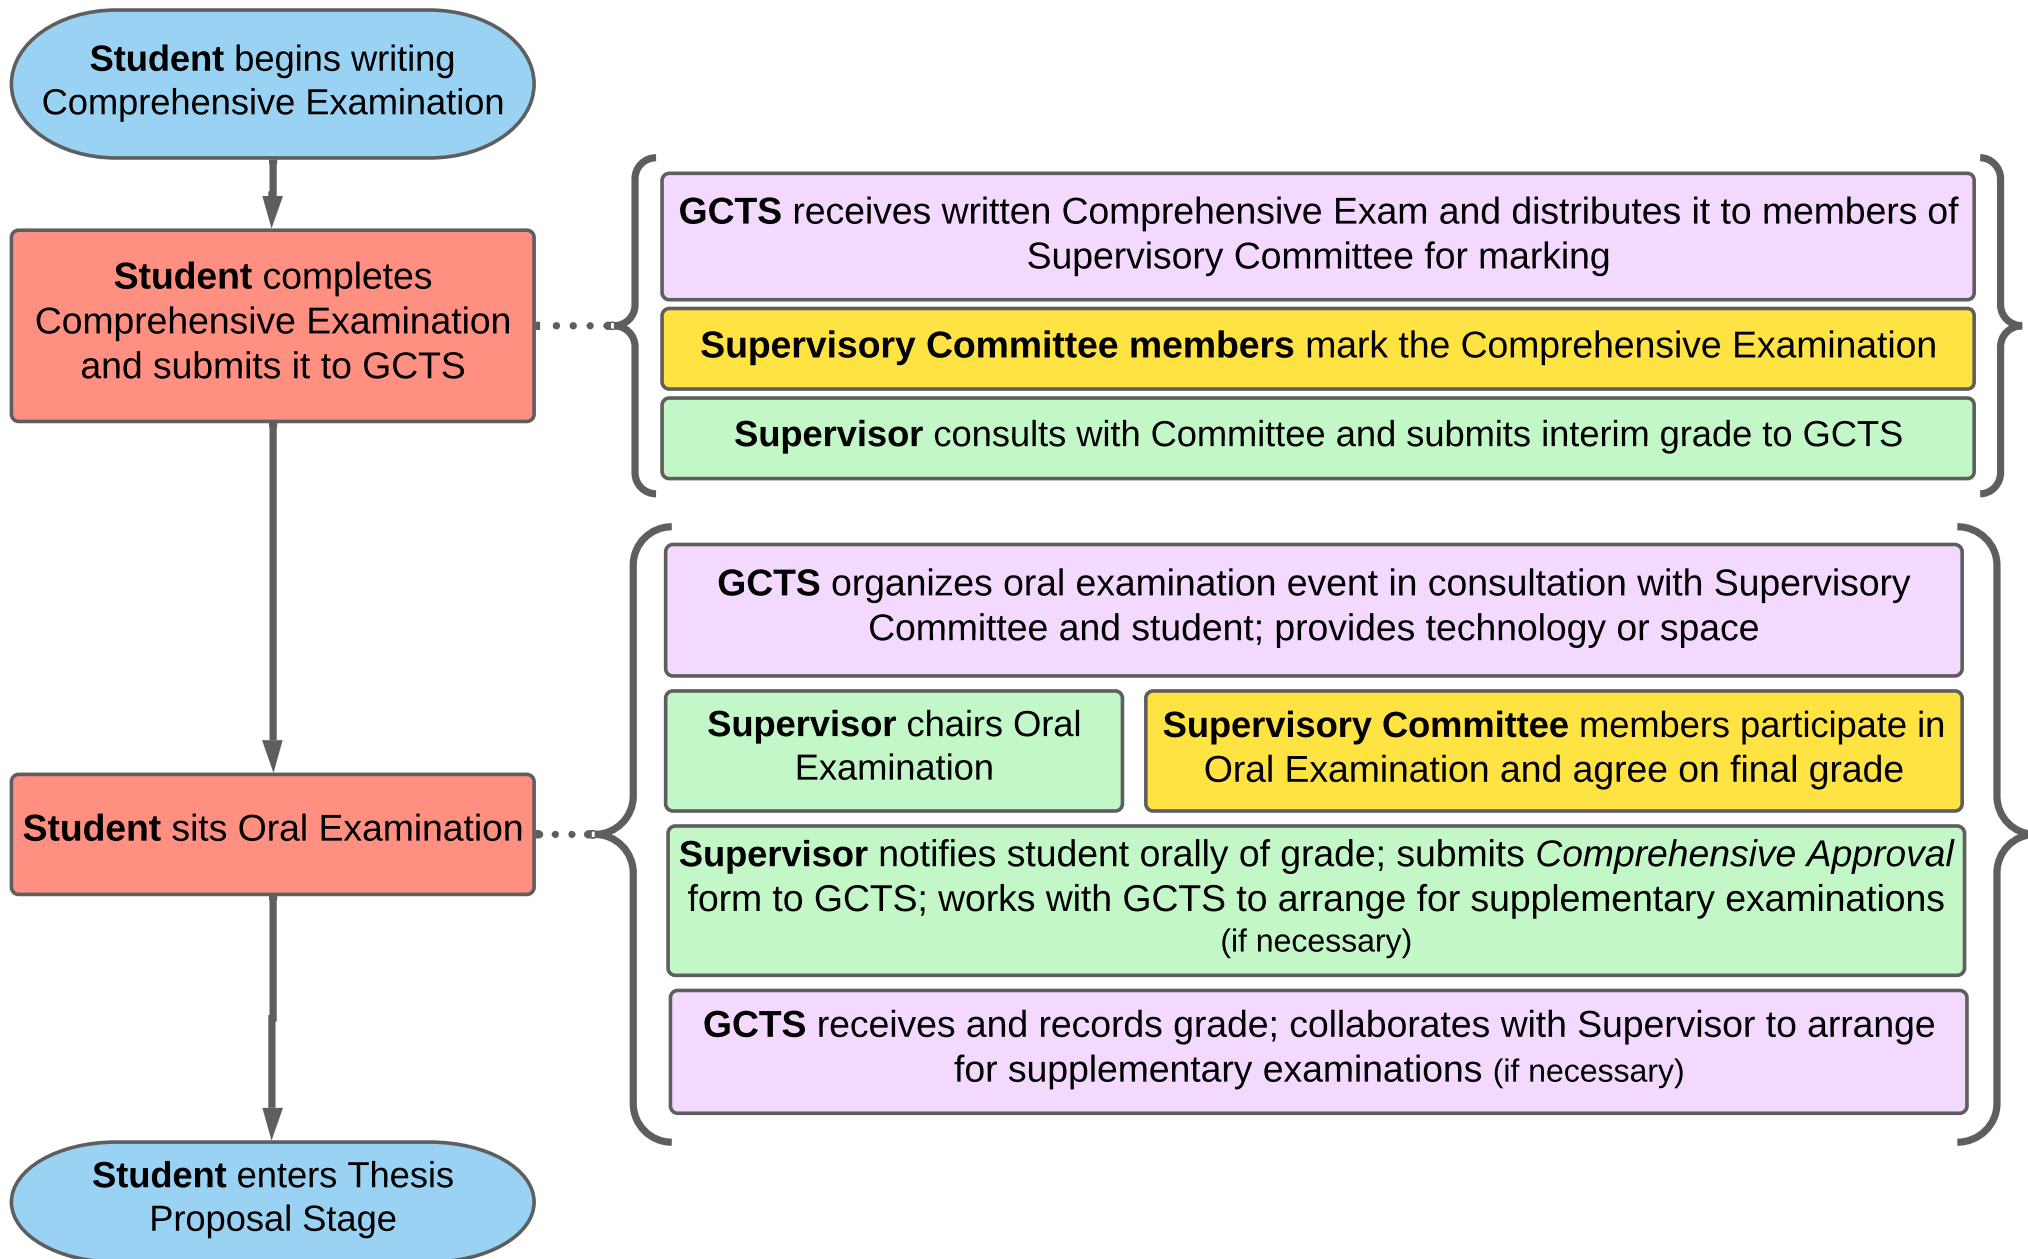 Student begins writing
Comprehensive Examination
Student completes
Comprehensive Examination
and submits it to GCTS
GCTS receives written Comprehensive Exam and distributes it to members of
Supervisory Committee for marking
Supervisory Committee members mark the Comprehensive Examination
Supervisor consults with Committee and submits interim grade to GCTS
Student sits Oral Examination
GCTS organizes oral examination event in consultation with Supervisory
Committee and student; provides technology or space
Supervisor chairs Oral
Examination
Supervisory Committee members participate in
Oral Examination and agree on final grade
Supervisor notifies student orally of grade; submits Comprehensive Approval
form to GCTS; works with GCTS to arrange for supplementary examinations
(if necessary)
GCTS receives and records grade; collaborates with Supervisor to arrange
for supplementary examinations (if necessary)
Student enters Thesis
Proposal Stage